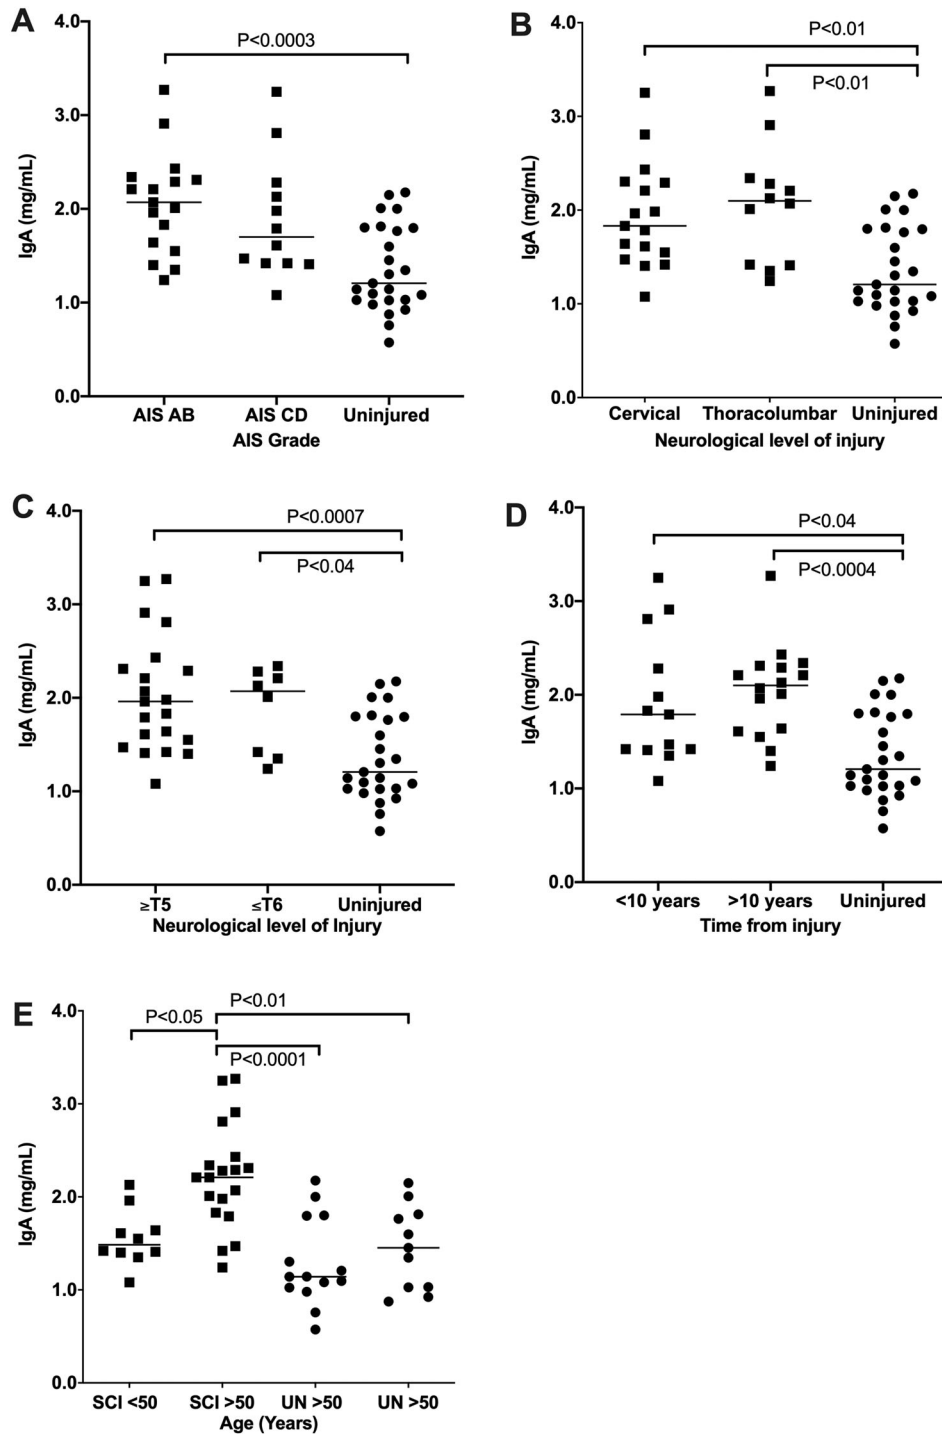 A
4.0
3.0
2.0
1.0
0.0
IgA (mg/mL)
P<0.0003
AIS AB
AIS CD
Uninjured
AIS Grade
B
4.0
3.0
2.0
1.0
0.0
IgA (mg/mL)
P<0.01
P<0.01
Cervical
Thoracolumbar
Uninjured
Neurological level of injury
C
4.0
3.0
2.0
1.0
0.0
IgA (mg/mL)
P<0.0007
P<0.04
≥T5
≤T6
Uninjured
Neurological level of Injury
D
4.0
3.0
2.0
1.0
0.0
IgA (mg/mL)
P<0.04
P<0.0004
<10 years
>10 years
Uninjured
Time from injury
E
4.0
3.0
2.0
1.0
0.0
IgA (mg/mL)
P<0.01
P<0.05
P<0.0001
SCI <50
SCI >50
UN >50
UN >50
Age (Years)